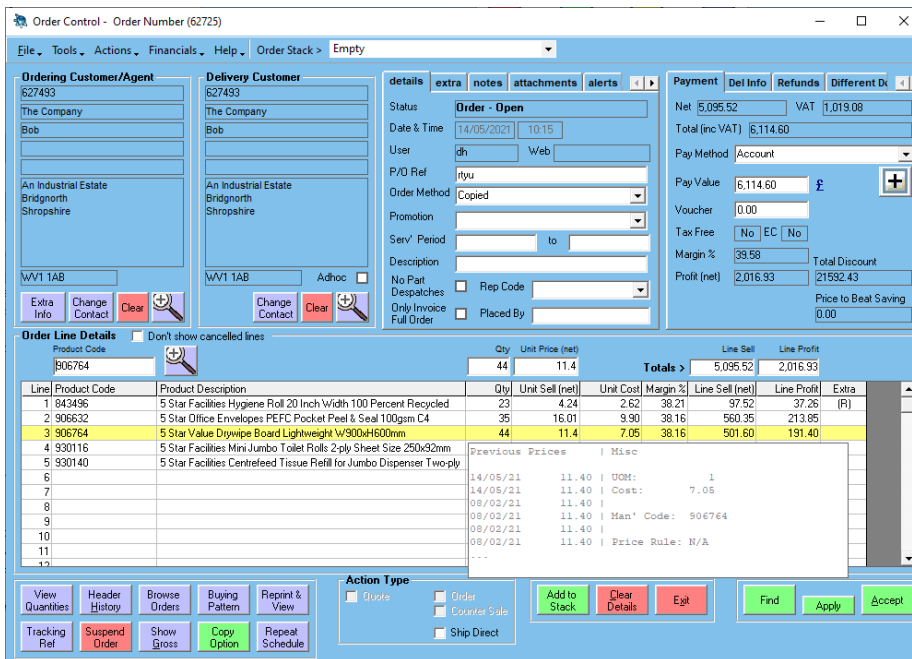 Order Control - Order Number (62725)
File Tools Actions Financials Help Order Stack > Empty
Ordering Customer/Agent
627493
The Company
Bob
An Industrial Estate
Bridgnorth
Shropshire
WV1 1AB
Extra Info Change Contact Clear
Delivery Customer
627493
The Company
Bob
An Industrial Estate
Bridgnorth
Shropshire
WV1 1AB Adhoc
Change Contact Clear
details extra notes attachments alerts
Status Order - Open
Date & Time 14/05/2021 10:15
User dh Web
P/O Ref rtyu
Order Method Copied
Promotion
Serv' Period to
Description
No Part Despatches Rep Code
Only Invoice Full Order Placed By
Payment Del Info Refunds Different
Net 5,095.52 VAT 1,019.08
Total (inc VAT) 6,114.60
Pay Method Account
Pay Value 6,114.60 £
Voucher 0.00
Tax Free No EC No
Margin % 39.58 Total Discount
Profit (net) 2,016.93 21592.43
Price to Beat Saving
0.00
Order Line Details Don't show cancelled lines
Product Code Qty Unit Price (net) Line Sell Line Profit
906764 44 11.4 Totals > 5,095.52 2,016.93
Line Product Code Product Description Qty Unit Sell (net) Unit Cost Margin % Line Sell (net) Line Profit Extra
1 843496 5 Star Facilities Hygiene Roll 20 Inch Width 100 Percent Recycled 23 4.24 2.62 38.21 97.52 37.26 (R)
2 906632 5 Star Office Envelopes PEFC Pocket Peel & Seal 100gsm C4 35 16.01 9.90 38.16 560.35 213.85
3 906764 5 Star Value Drywipe Board Lightweight W900xH600mm 44 11.4 7.05 38.16 501.60 191.40
4 930116 5 Star Facilities Mini Jumbo Toilet Rolls 2-ply Sheet Size 250x92mm
5 930140 5 Star Facilities Centrefeed Tissue Refill for Jumbo Dispenser Two-ply
6
7
8
9
10
11
12
Previous Prices | Misc
14/05/21 11.40 | UOM: 1
14/05/21 11.40 | Cost: 7.05
08/02/21 11.40 |
08/02/21 11.40 | Man' Code: 906764
08/02/21 11.40 |
08/02/21 11.40 | Price Rule: N/A
...
View Quantities Header History Browse Orders Buying Pattern Reprint & View
Tracking Ref Suspend Order Show Gross Copy Option Repeat Schedule
Action Type
Quote Order
Counter Sale
Ship Direct
Add to Stack Clear Details Exit
Find Apply Accept